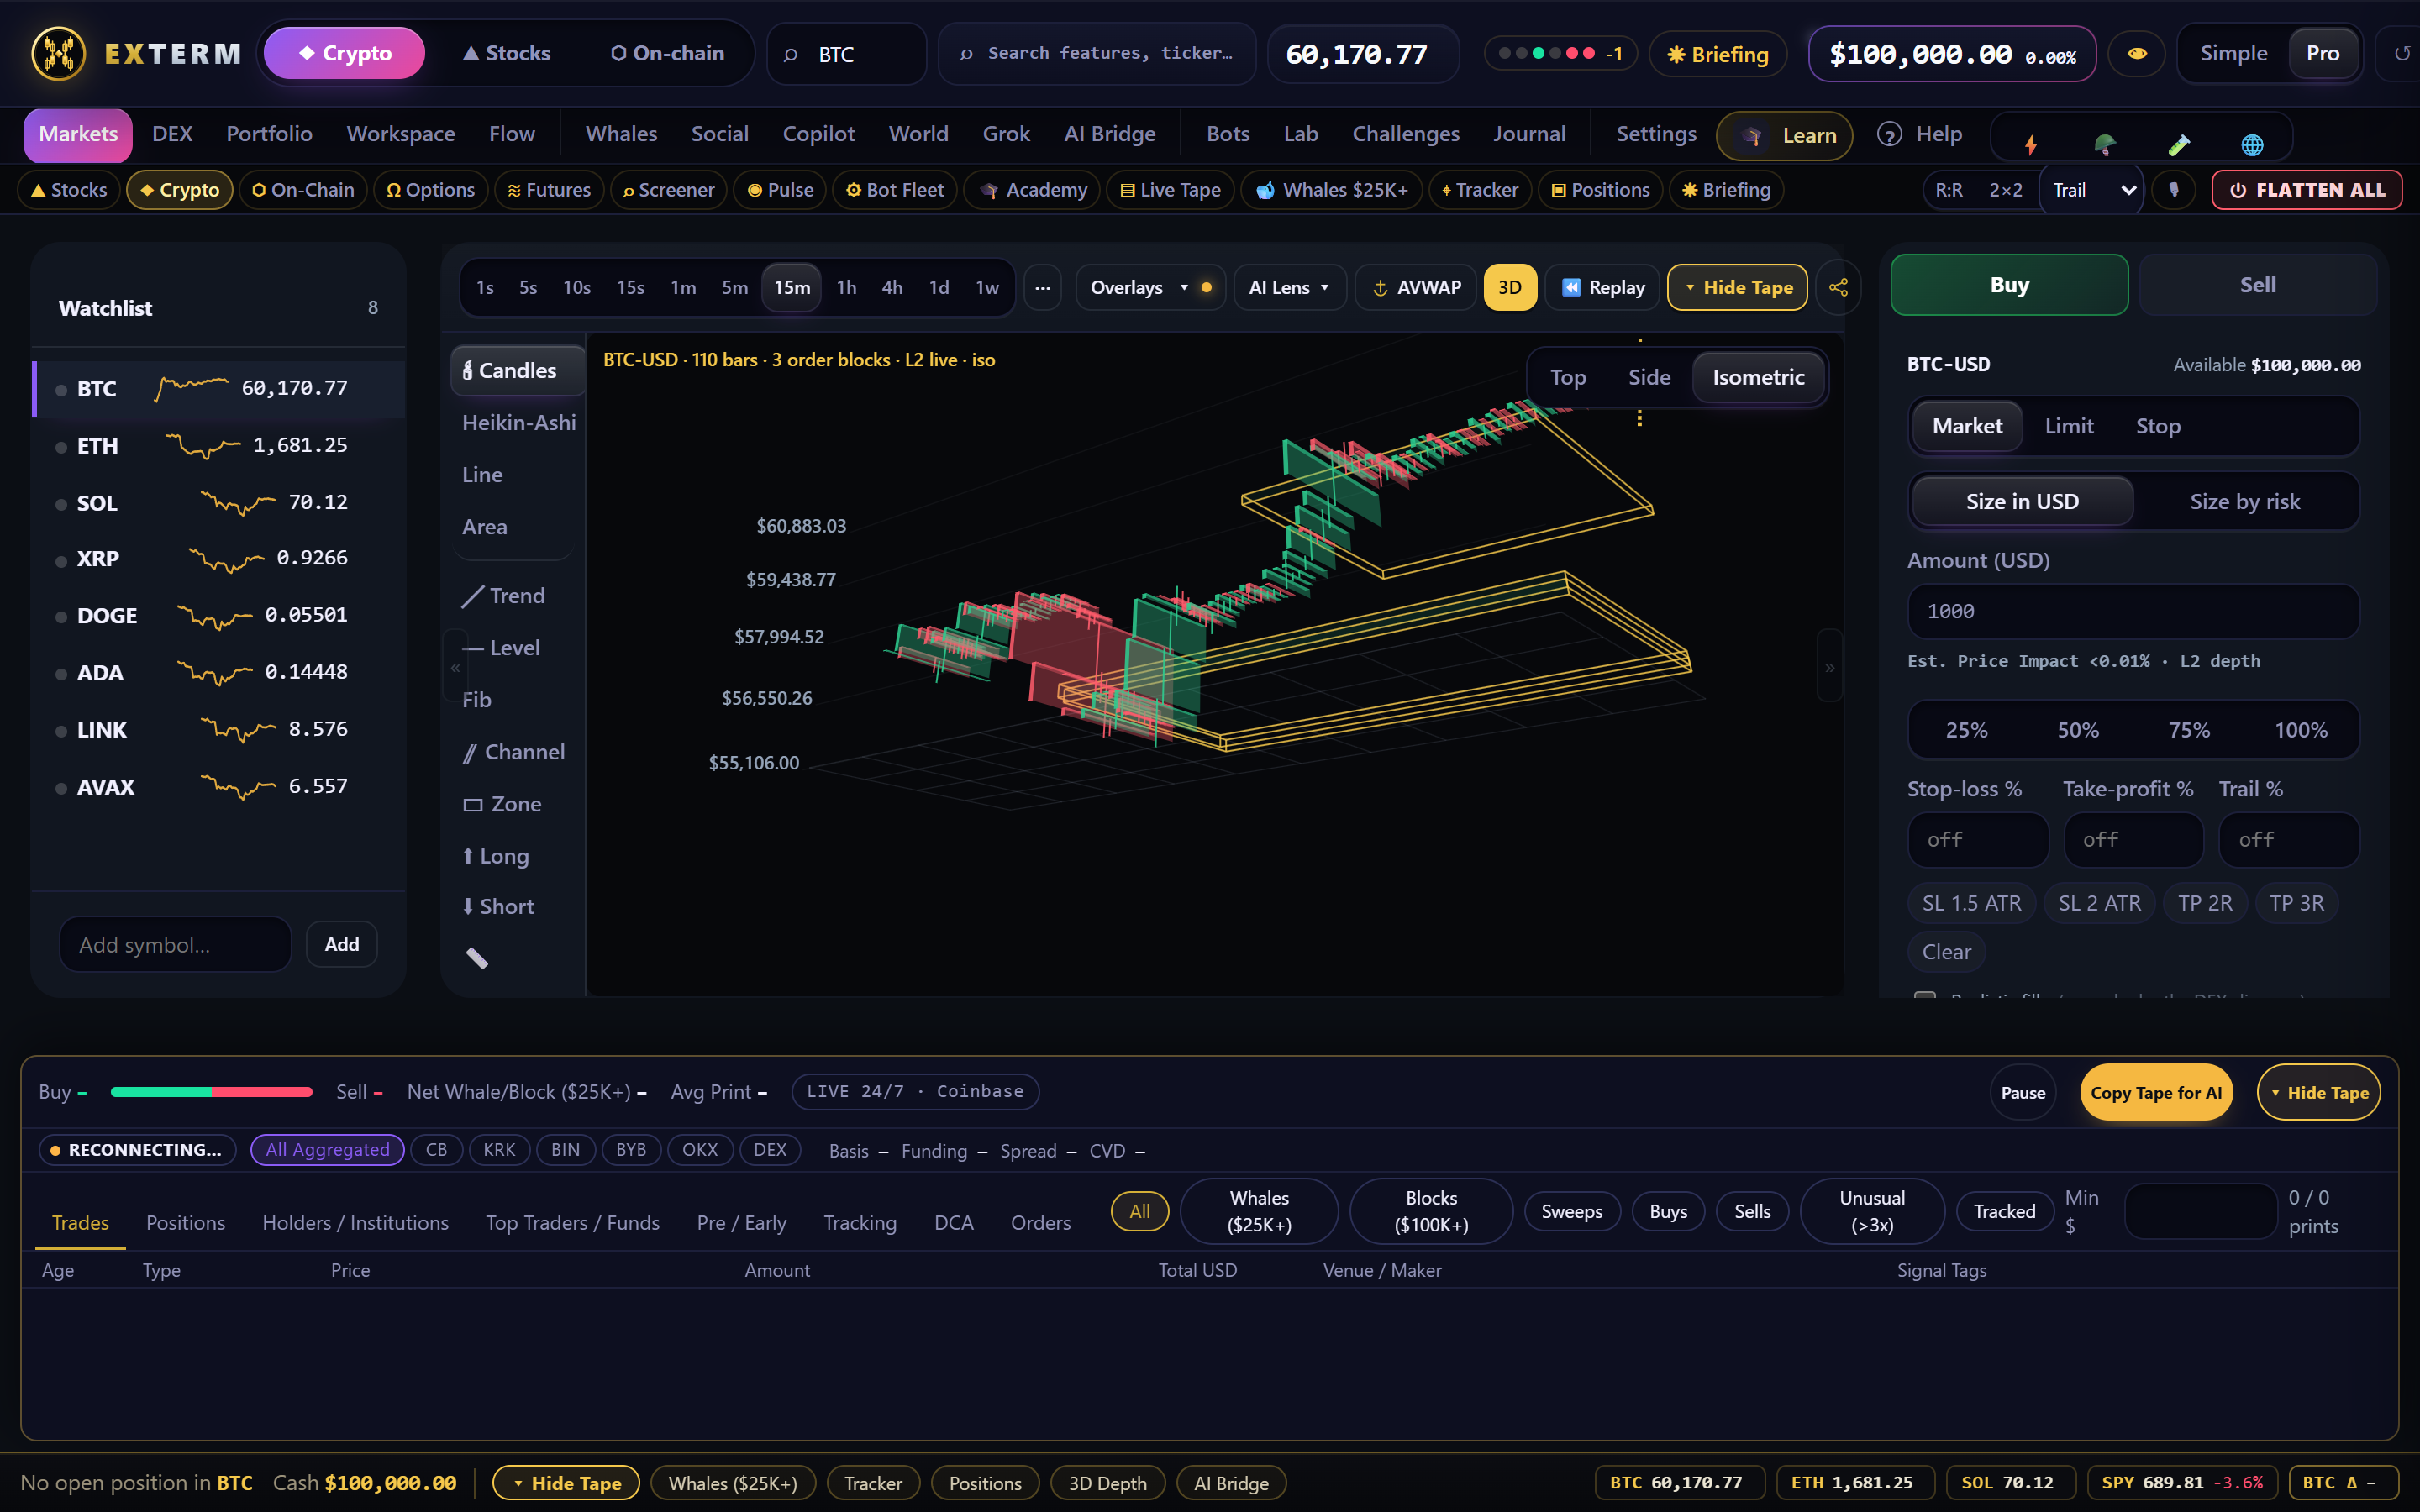 EXTERM
Crypto
Stocks
On-chain
BTC
Search features, ticker...
60,170.77
-1
Briefing
$100,000.00 0.00%
Simple
Pro
Markets
DEX
Portfolio
Workspace
Flow
Whales
Social
Copilot
World
Grok
AI Bridge
Bots
Lab
Challenges
Journal
Settings
Learn
Help
Stocks
Crypto
On-Chain
Options
Futures
Screener
Pulse
Bot Fleet
Academy
Live Tape
Whales $25K+
Tracker
Positions
Briefing
R:R
2×2
Trail
FLATTEN ALL
Watchlist
8
BTC 60,170.77
ETH 1,681.25
SOL 70.12
XRP 0.9266
DOGE 0.05501
ADA 0.14448
LINK 8.576
AVAX 6.557
Add symbol...
Add
1s 5s 10s 15s 1m 5m 15m 1h 4h 1d 1w
...
Overlays
AI Lens
AVWAP
3D
Replay
Hide Tape
Candles
Heikin-Ashi
Line
Area
Trend
Level
Fib
Channel
Zone
Long
Short
BTC-USD · 110 bars · 3 order blocks · L2 live · iso
Top
Side
Isometric
$60,883.03
$59,438.77
$57,994.52
$56,550.26
$55,106.00
Buy
Sell
BTC-USD
Available $100,000.00
Market
Limit
Stop
Size in USD
Size by risk
Amount (USD)
1000
Est. Price Impact <0.01% · L2 depth
25% 50% 75% 100%
Stop-loss % Take-profit % Trail %
off off off
SL 1.5 ATR
SL 2 ATR
TP 2R
TP 3R
Clear
Buy –
Sell –
Net Whale/Block ($25K+) –
Avg Print –
LIVE 24/7 · Coinbase
Pause
Copy Tape for AI
Hide Tape
RECONNECTING...
All Aggregated
CB
KRK
BIN
BYB
OKX
DEX
Basis –
Funding –
Spread –
CVD –
Trades
Positions
Holders / Institutions
Top Traders / Funds
Pre / Early
Tracking
DCA
Orders
All
Whales
($25K+)
Blocks
($100K+)
Sweeps
Buys
Sells
Unusual
(>3x)
Tracked
Min
$
0 / 0
prints
Age
Type
Price
Amount
Total USD
Venue / Maker
Signal Tags
No open position in BTC
Cash $100,000.00
Hide Tape
Whales ($25K+)
Tracker
Positions
3D Depth
AI Bridge
BTC 60,170.77
ETH 1,681.25
SOL 70.12
SPY 689.81 -3.6%
BTC Δ –